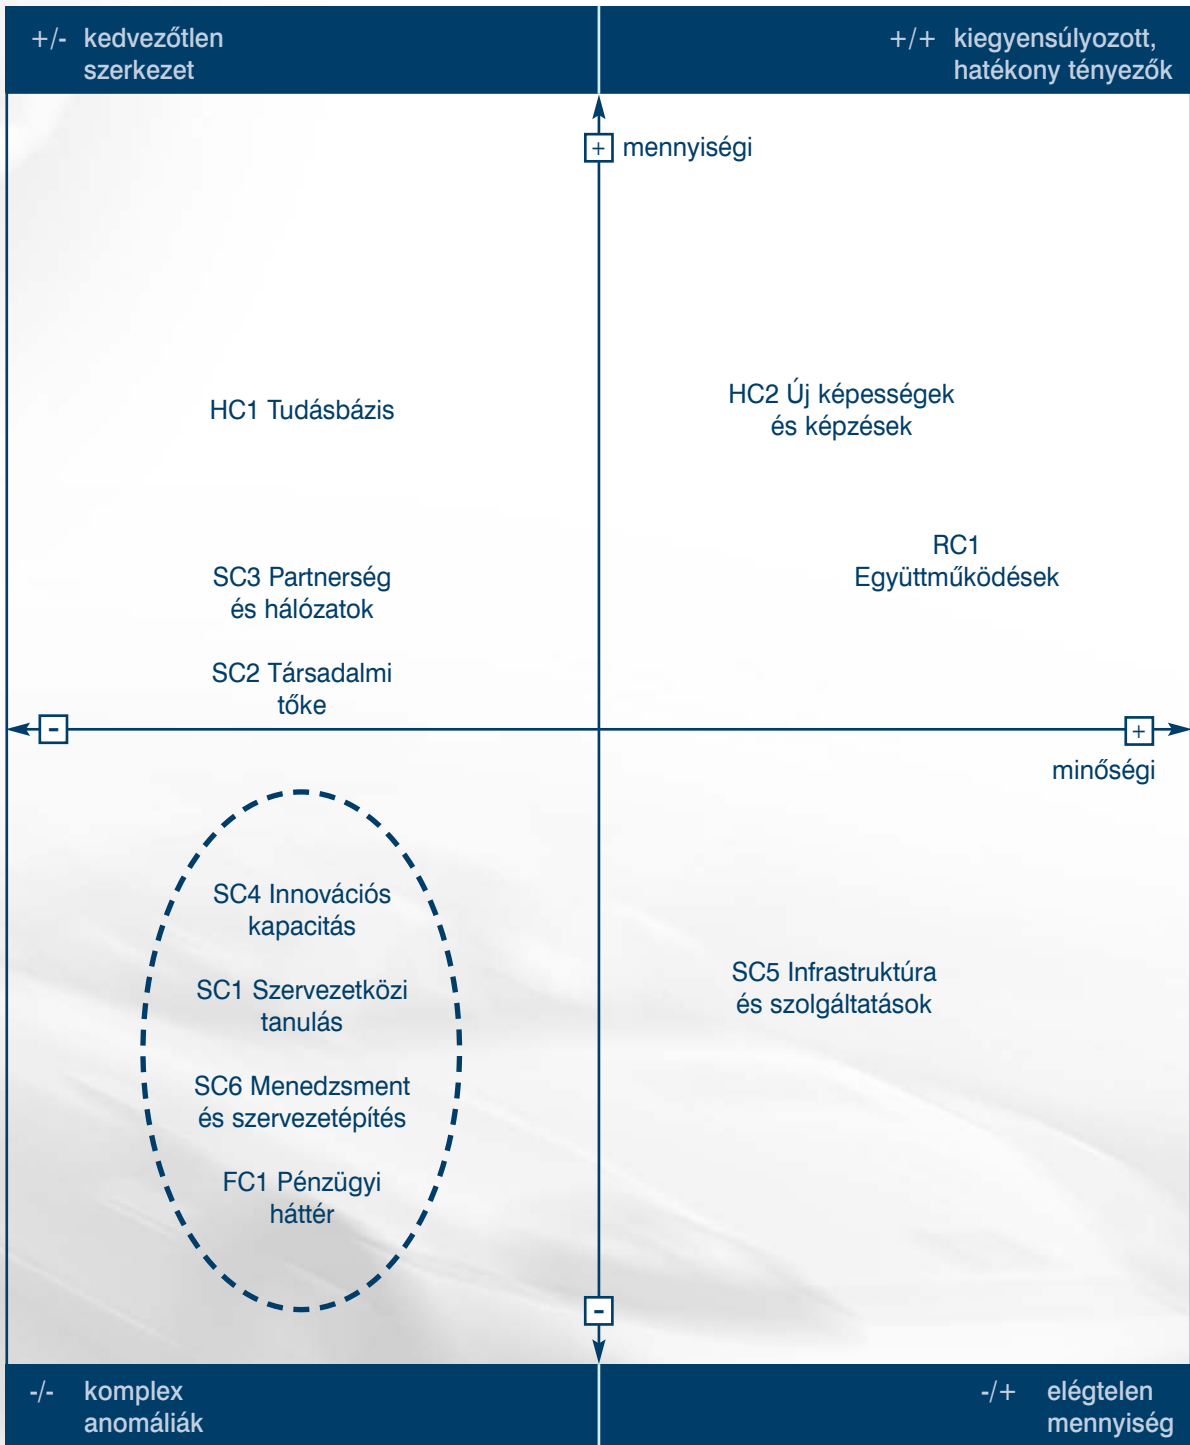 +/- kedvezőtlen
szerkezet
+/+ kiegyensúlyozott,
hatékony tényezők
+ mennyiségi
HC1 Tudásbázis
HC2 Új képességek
és képzések
RC1
Együttműködések
SC3 Partnerség
és hálózatok
SC2 Társadalmi
tőke
-
+
minőségi
SC4 Innovációs
kapacitás
SC1 Szervezetközi
tanulás
SC6 Menedzsment
és szervezetépítés
FC1 Pénzügyi
háttér
SC5 Infrastruktúra
és szolgáltatások
-
-/- komplex
anomáliák
-/+ elégtelen
mennyiség